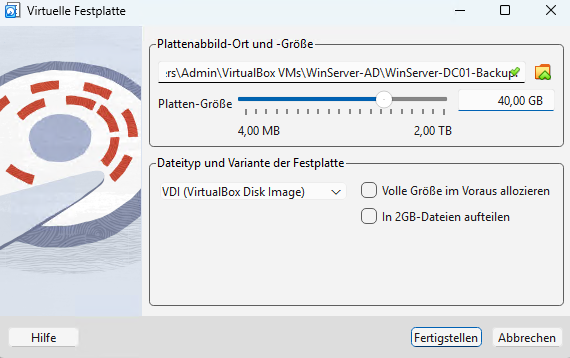 Virtuelle Festplatte
Plattenabbild-Ort und -Größe
ers\Admin\VirtualBox VMs\WinServer-AD\WinServer-DC01-Backup
Platten-Größe
40,00 GB
4,00 MB
2,00 TB
Dateityp und Variante der Festplatte
VDI (VirtualBox Disk Image)
Volle Größe im Voraus allozieren
In 2GB-Dateien aufteilen
Hilfe
Fertigstellen
Abbrechen